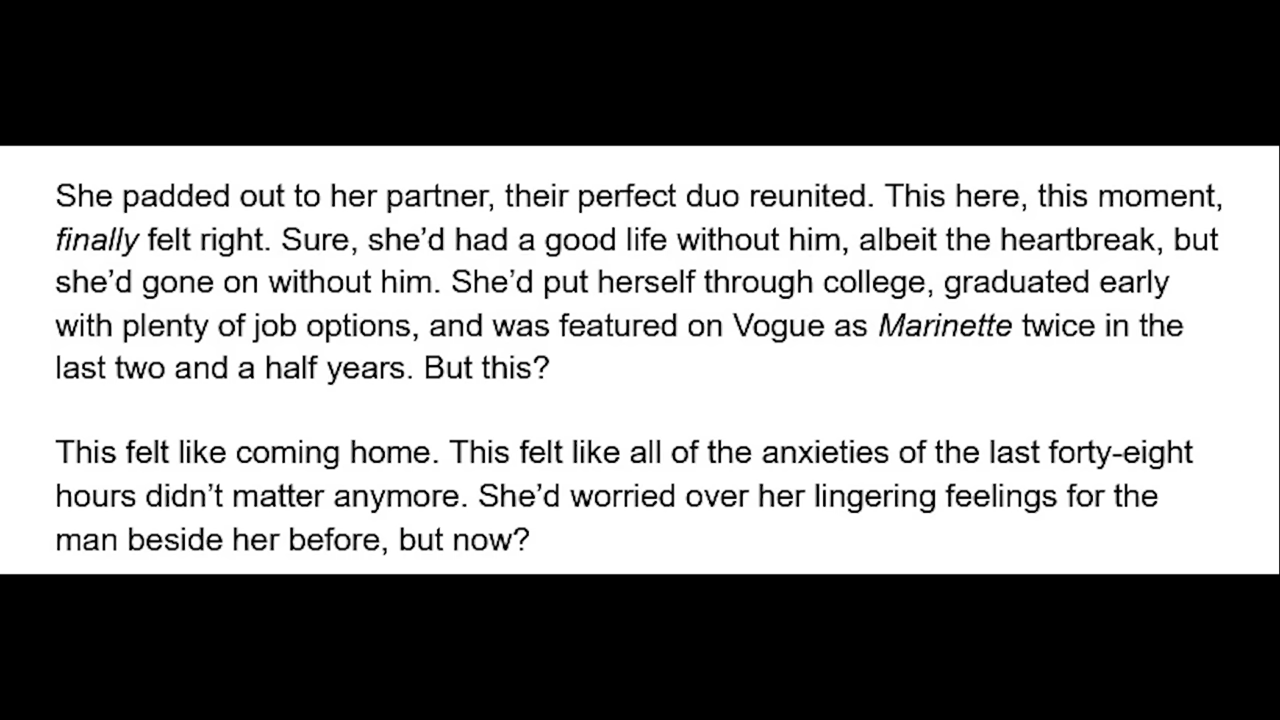 She padded out to her partner, their perfect duo reunited. This here, this moment,
finally felt right. Sure, she’d had a good life without him, albeit the heartbreak, but
she’d gone on without him. She’d put herself through college, graduated early
with plenty of job options, and was featured on Vogue as Marinette twice in the
last two and a half years. But this?
This felt like coming home. This felt like all of the anxieties of the last forty-eight
hours didn’t matter anymore. She’d worried over her lingering feelings for the
man beside her before, but now?